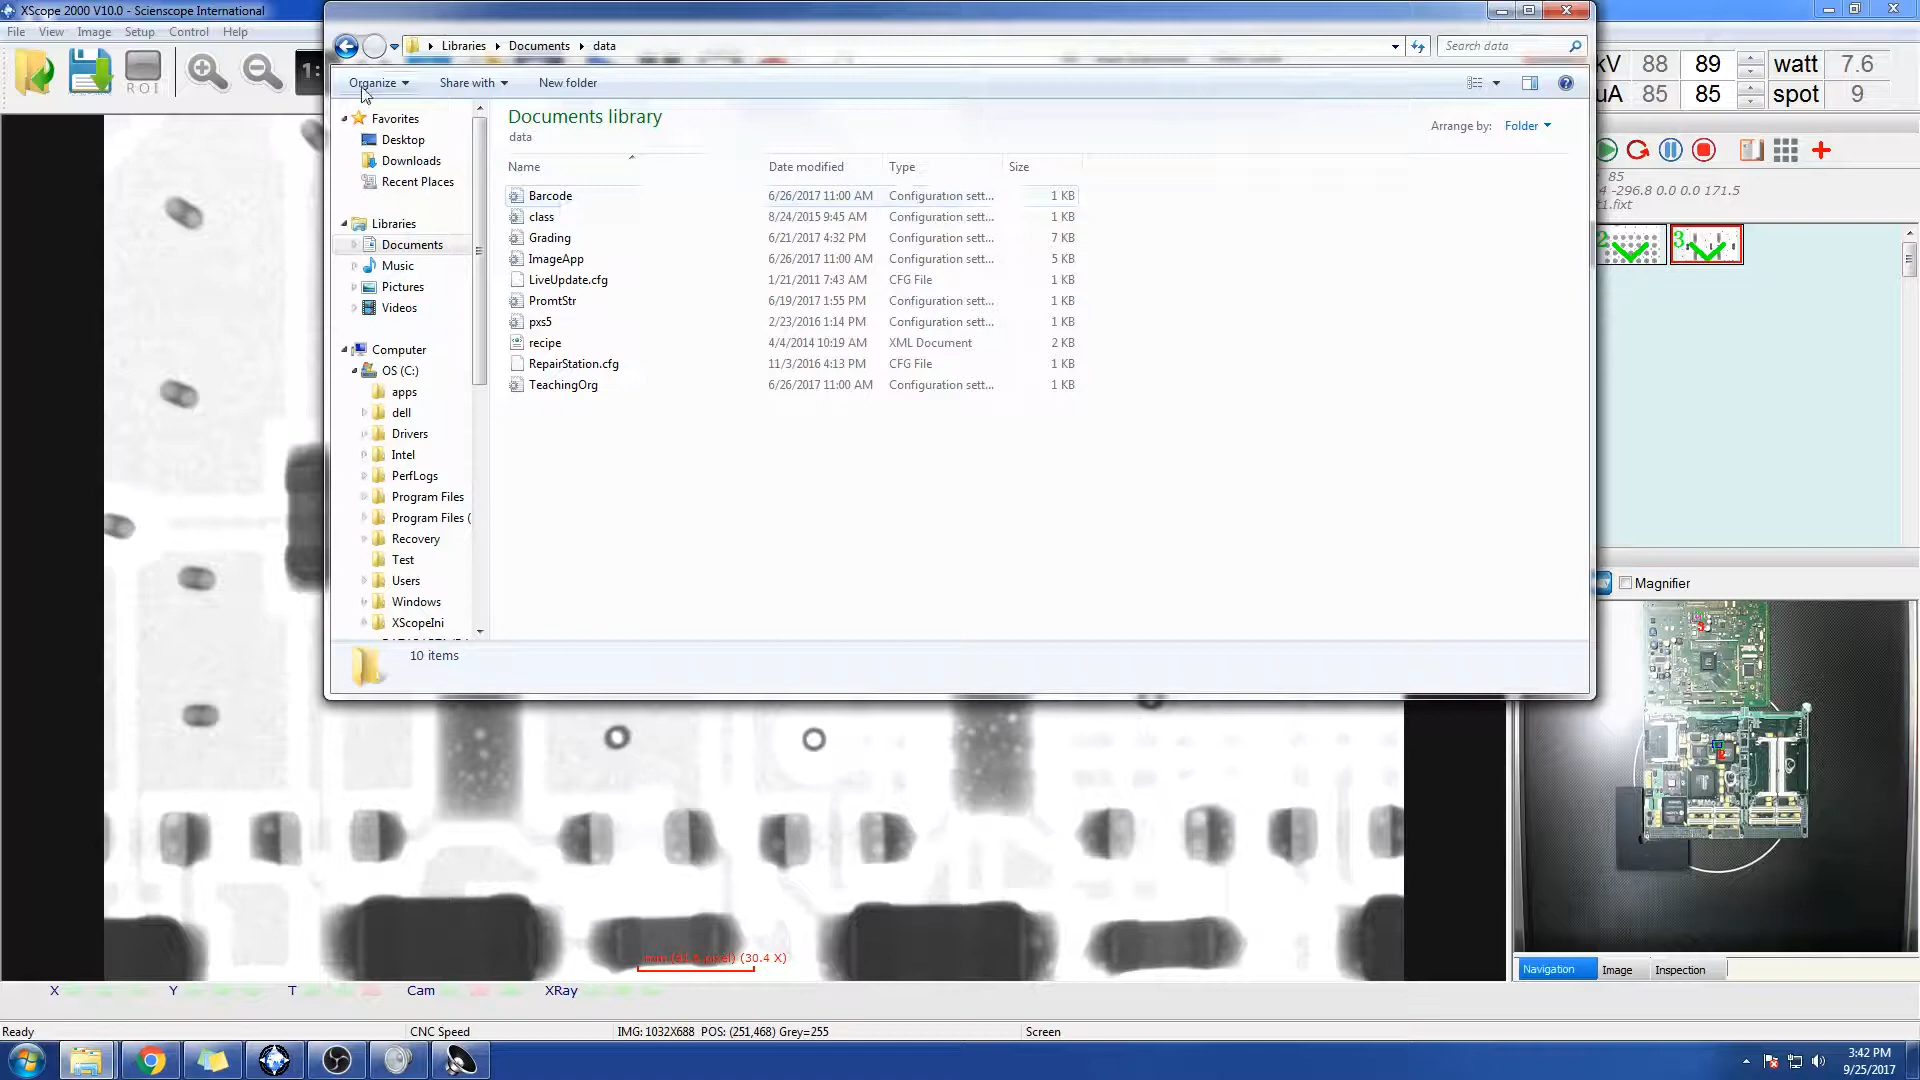 XScope 2000 V10.0 - Scienscope International
File View Image Setup Control Help
ROI
1:
Libraries Documents data
Search data
Organize Share with New folder
Favorites
Desktop
Downloads
Recent Places
Libraries
Documents
Music
Pictures
Videos
Computer
OS (C:)
apps
dell
Drivers
Intel
PerfLogs
Program Files
Program Files (
Recovery
Test
Users
Windows
XScopeIni
Documents library
data
Arrange by: Folder
Name Date modified Type Size
Barcode 6/26/2017 11:00 AM Configuration sett... 1 KB
class 8/24/2015 9:45 AM Configuration sett... 1 KB
Grading 6/21/2017 4:32 PM Configuration sett... 7 KB
ImageApp 6/26/2017 11:00 AM Configuration sett... 5 KB
LiveUpdate.cfg 1/21/2011 7:43 AM CFG File 1 KB
PromtStr 6/19/2017 1:55 PM Configuration sett... 1 KB
pxs5 2/23/2016 1:14 PM Configuration sett... 1 KB
recipe 4/4/2014 10:19 AM XML Document 2 KB
RepairStation.cfg 11/3/2016 4:13 PM CFG File 1 KB
TeachingOrg 6/26/2017 11:00 AM Configuration sett... 1 KB
10 items
kV 88 89 watt 7.6
uA 85 85 spot 9
85
4 -296.8 0.0 0.0 171.5
t1.fixt
2 3
Magnifier
3
2
Navigation Image Inspection
(30.4 X)
X Y T Cam XRay
Ready CNC Speed IMG: 1032X688 POS: (251,468) Grey=255 Screen
3:42 PM
9/25/2017